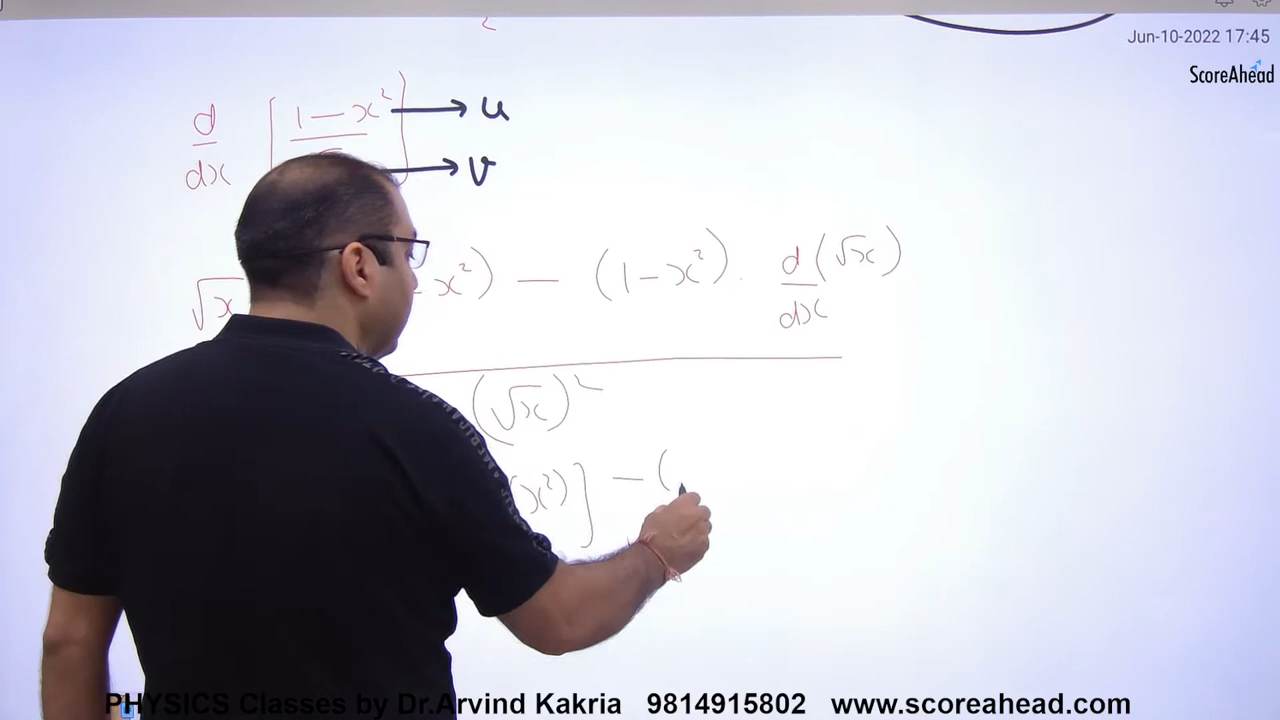 Jun-10-2022 17:45
ScoreAhead
2
d/dx [1 - x² → u
→ v
√x x²) - (1 - x²) . d/dx (√x)
(√x)²
(x²)] - (
PHYSICS Classes by Dr.Arvind Kakria 9814915802 www.scoreahead.com